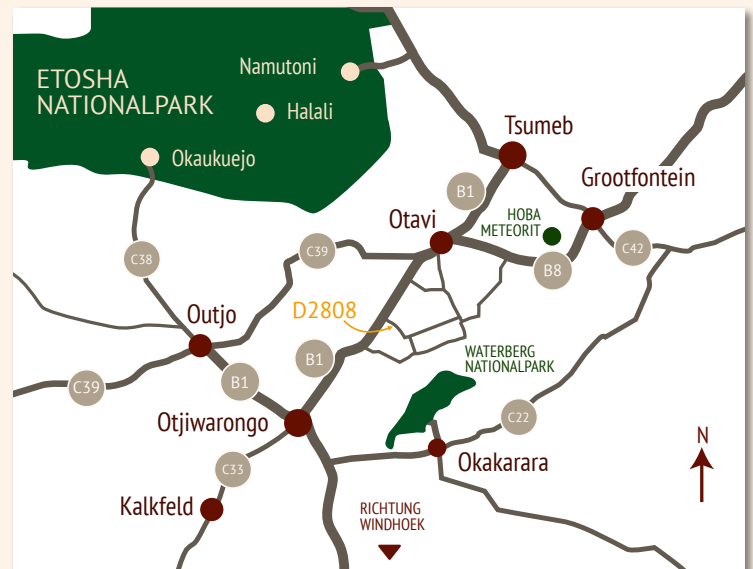 Namutoni
ETOSHA
NATIONALPARK
Halali
Okaukuejo
Tsumeb
Grootfontein
B1
Otavi
HOBA
METEORIT
C38
C39
C42
B8
Outjo
D2808
B1
WATERBERG
NATIONALPARK
C39
B1
Otjiwarongo
C22
N
C33
Okakarara
Kalkfeld
RICHTUNG
WINDHOEK